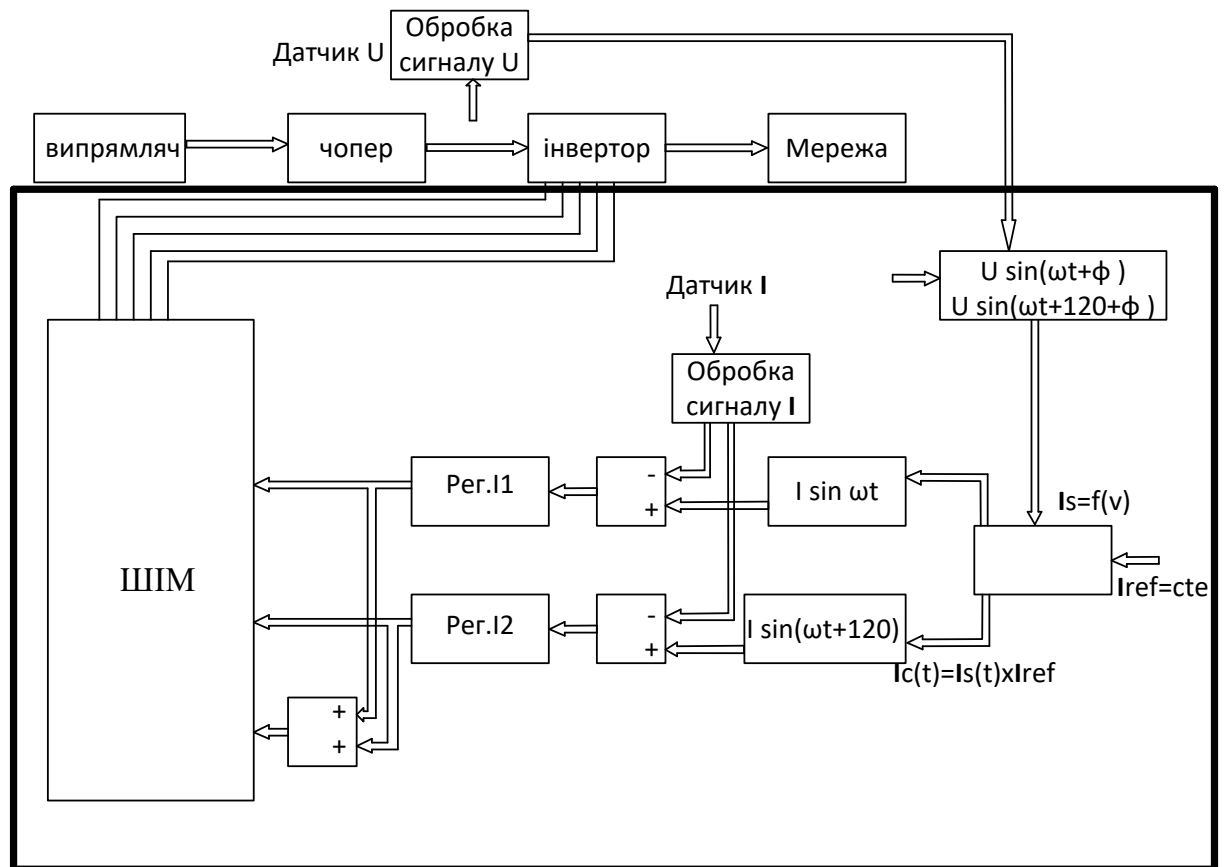 Обробка
сигналу U
Датчик U
випрямляч
чопер
інвертор
Мережа
U sin(ωt+ϕ )
U sin(ωt+120+ϕ )
Датчик I
Обробка
сигналу I
Рег.I1
-
+
I sin ωt
Is=f(v)
ШІМ
Iref=cte
Рег.I2
-
+
I sin(ωt+120)
Ic(t)=Is(t)xIref
+
+